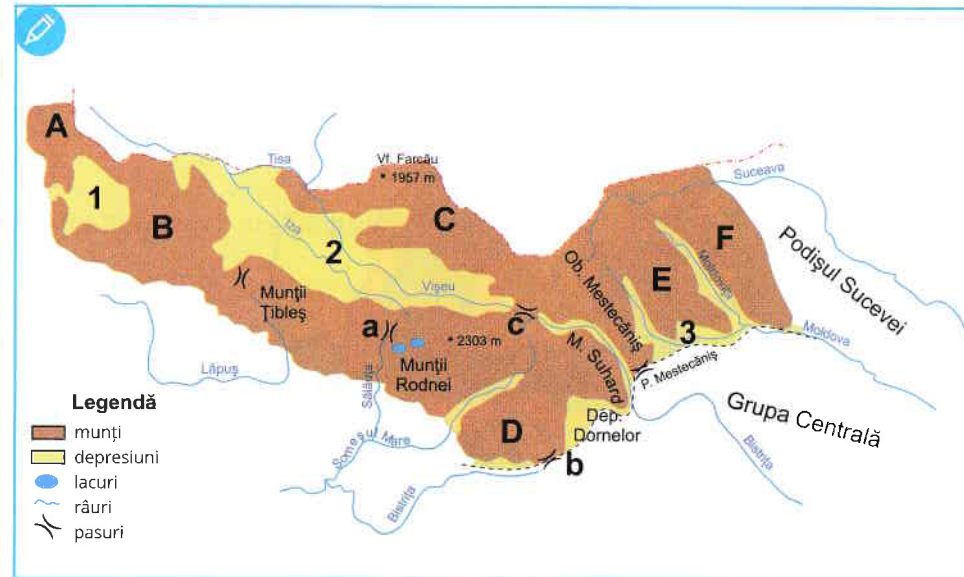 A
Tisa
Vf. Farcău
1957 m
Suceava
1
B
C
F
Podișul Sucevei
Iza
2
Ob. Mestecăniș
E
Moldovița
Vișeu
Munții
Țibleș
a
c
2303 m
M. Suhard
3
Moldova
P. Mestecăniș
Munții
Rodnei
Lăpuș
Sălăuța
Grupa Centrală
Dep.
Dornelor
D
b
Someșul Mare
Bistrița
Bistrița
Legendă
munți
depresiuni
lacuri
râuri
pasuri